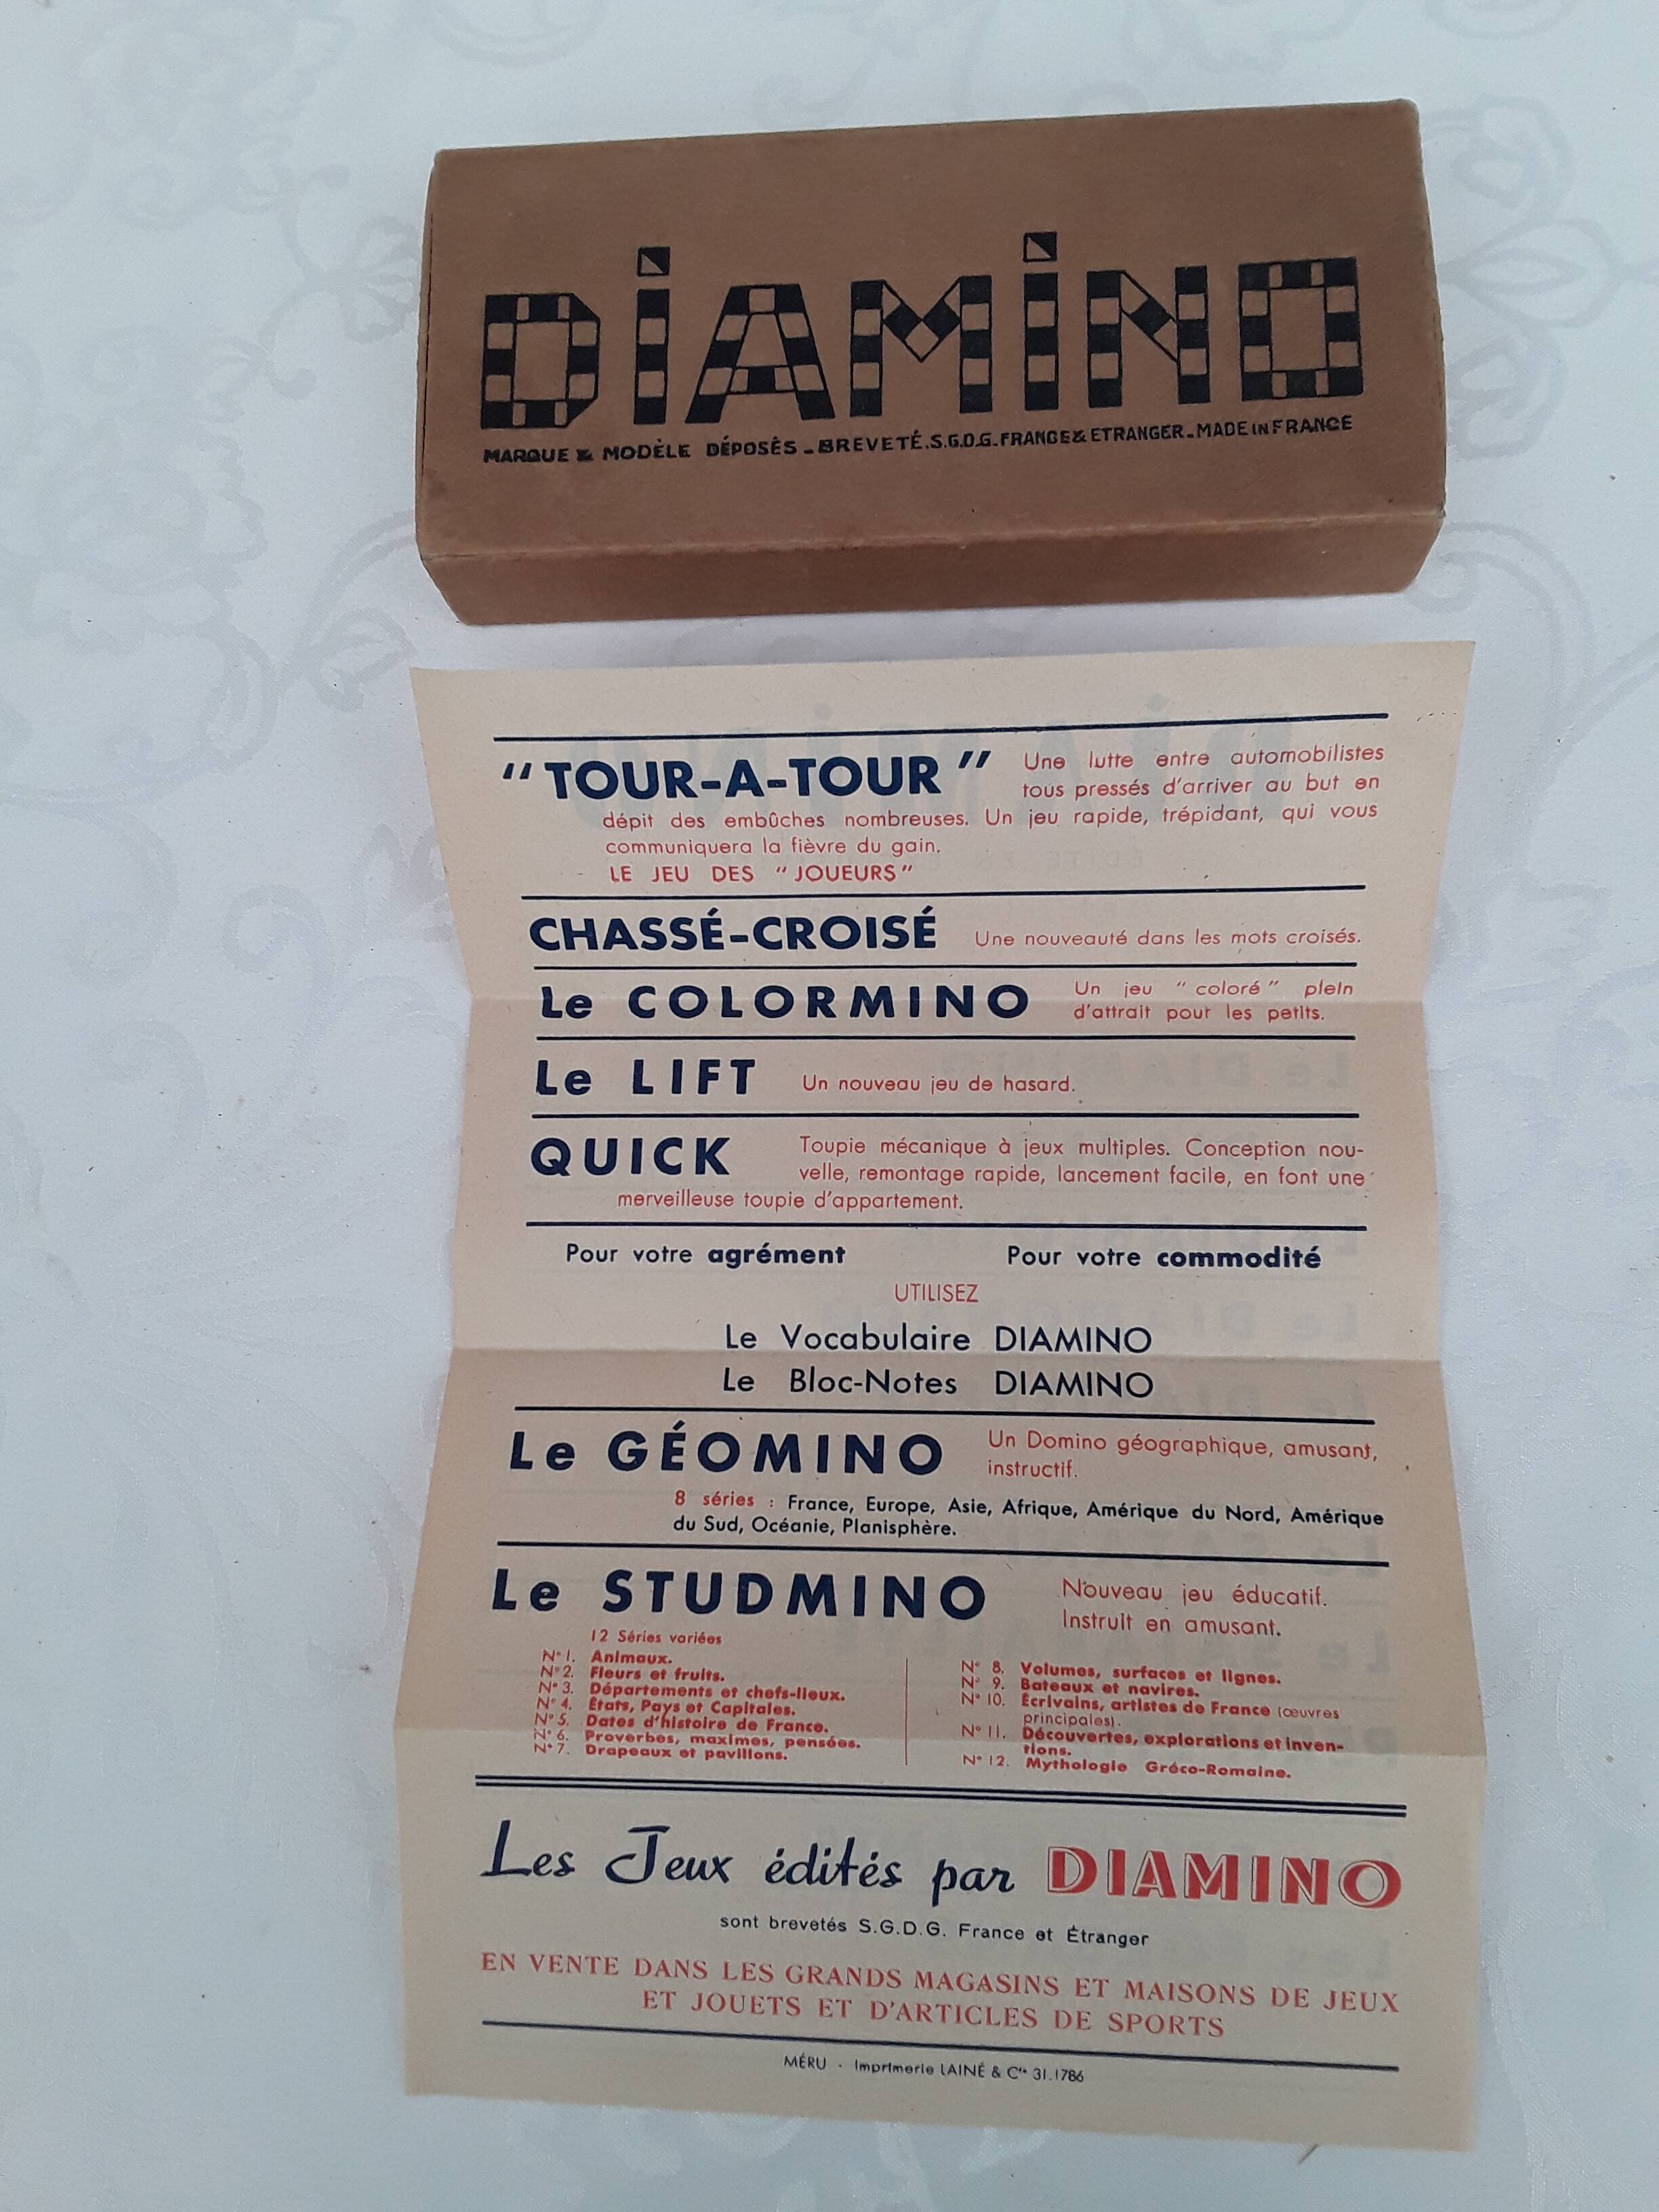 DiAMiNO
MARQUE & MODÈLE DÉPOSÉS - BREVETÉ.S.G.D.G. FRANCE & ETRANGER - MADE IN FRANCE
"TOUR-A-TOUR" Une lutte entre automobilistes
tous pressés d'arriver au but en
dépit des embûches nombreuses. Un jeu rapide, trépidant, qui vous
communiquera la fièvre du gain.
LE JEU DES "JOUEURS"
CHASSÉ-CROISÉ Une nouveauté dans les mots croisés.
Le COLORMINO Un jeu "coloré" plein
d'attrait pour les petits.
Le LIFT Un nouveau jeu de hasard.
QUICK Toupie mécanique à jeux multiples. Conception nou-
velle, remontage rapide, lancement facile, en font une
merveilleuse toupie d'appartement.
Pour votre agrément Pour votre commodité
UTILISEZ
Le Vocabulaire DIAMINO
Le Bloc-Notes DIAMINO
Le GÉOMINO Un Domino géographique, amusant,
instructif.
8 séries : France, Europe, Asie, Afrique, Amérique du Nord, Amérique
du Sud, Océanie, Planisphère.
Le STUDMINO Nouveau jeu éducatif.
Instruit en amusant.
12 Séries variées
N° 1. Animaux.
N° 2. Fleurs et fruits.
N° 3. Départements et chefs-lieux.
N° 4. États, Pays et Capitales.
N° 5. Dates d'histoire de France.
N° 6. Proverbes, maximes, pensées.
N° 7. Drapeaux et pavillons.
N° 8. Volumes, surfaces et lignes.
N° 9. Bateaux et navires.
N° 10. Écrivains, artistes de France (œuvres
principales).
N° 11. Découvertes, explorations et inven-
tions.
N° 12. Mythologie Gréco-Romaine.
Les Jeux édités par DIAMINO
sont brevetés S.G.D.G. France et Étranger
EN VENTE DANS LES GRANDS MAGASINS ET MAISONS DE JEUX
ET JOUETS ET D'ARTICLES DE SPORTS
MÉRU - Imprimerie LAINÉ & Cie 31.1786